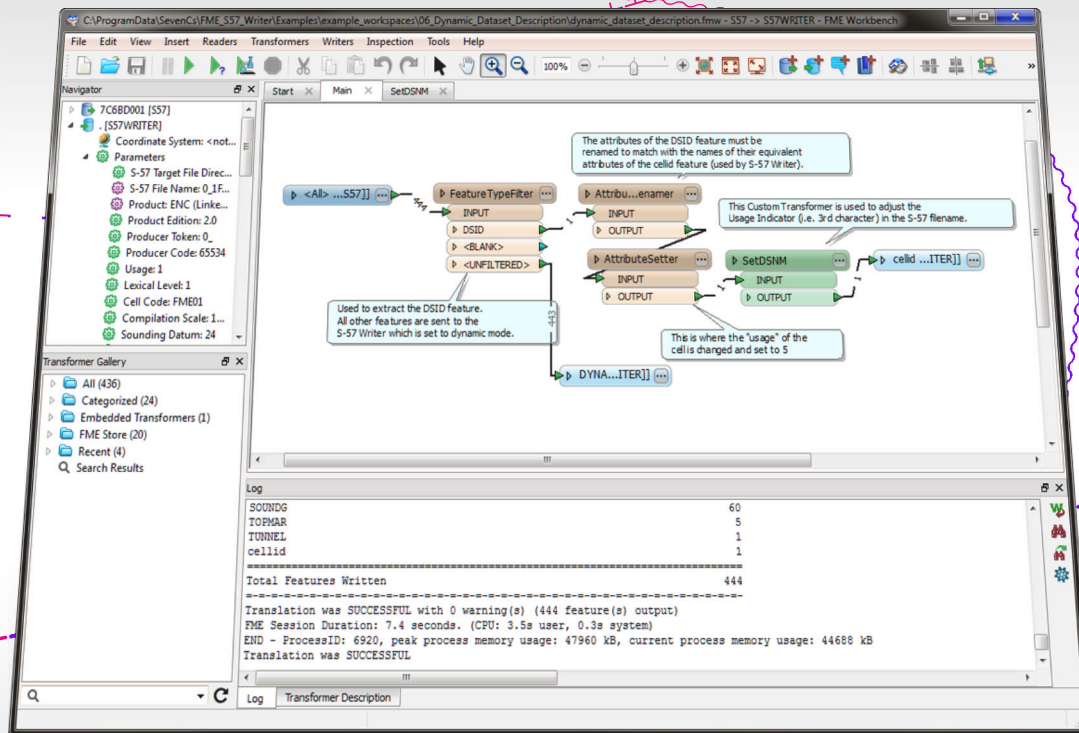 C:\ProgramData\SevenCs\FME_S57_Writer\Examples\example_workspaces\06_Dynamic_Dataset_Description\dynamic_dataset_description.fmw - S57 -> S57WRITER - FME Workbench
File Edit View Insert Readers Transformers Writers Inspection Tools Help
100%
Navigator
7C6BD001 [S57]
. [S57WRITER]
Coordinate System: <not...
Parameters
S-57 Target File Direc...
S-57 File Name: 0_1F...
Product: ENC (Linke...
Product Edition: 2.0
Producer Token: 0_
Producer Code: 65534
Usage: 1
Lexical Level: 1
Cell Code: FME01
Compilation Scale: 1...
Sounding Datum: 24
Transformer Gallery
All (436)
Categorized (24)
Embedded Transformers (1)
FME Store (20)
Recent (4)
Search Results
Start
Main
SetDSNM
The attributes of the DSID feature must be
renamed to match with the names of their equivalent
attributes of the cellid feature (used by S-57 Writer).
<All> ...S57]]
444
FeatureTypeFilter
INPUT
DSID
<BLANK>
<UNFILTERED>
1
Attribu...enamer
INPUT
OUTPUT
This Custom Transformer is used to adjust the
Usage Indicator (i.e. 3rd character) in the S-57 filename.
AttributeSetter
INPUT
OUTPUT
1
SetDSNM
INPUT
OUTPUT
1
cellid ...ITER]]
Used to extract the DSID feature.
All other features are sent to the
S-57 Writer which is set to dynamic mode.
443
This is where the "usage" of the
cell is changed and set to 5
DYNA...ITER]]
Log
SOUNDG 60
TOPMAR 5
TUNNEL 1
cellid 1
==============================================================================
Total Features Written 444
=-=-=-=-=-=-=-=-=-=-=-=-=-=-=-=-=-=-=-=-=-=-=-=-=-=-=-=-=-=-=-=-=-=-=-=-=-=-=-
Translation was SUCCESSFUL with 0 warning(s) (444 feature(s) output)
FME Session Duration: 7.4 seconds. (CPU: 3.5s user, 0.3s system)
END - ProcessID: 6920, peak process memory usage: 47960 kB, current process memory usage: 44688 kB
Translation was SUCCESSFUL
Log
Transformer Description